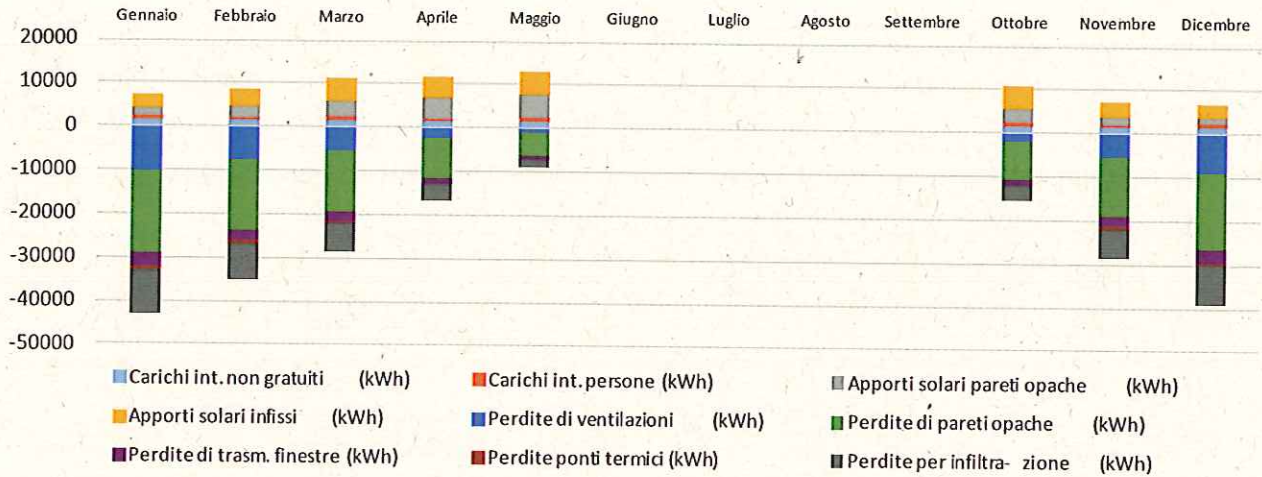 Gennaio Febbraio Marzo Aprile Maggio Giugno Luglio Agosto Settembre Ottobre Novembre Dicembre
20000
10000
0
-10000
-20000
-30000
-40000
-50000
Carichi int. non gratuiti (kWh) Carichi int. persone (kWh) Apporti solari pareti opache (kWh)
Apporti solari infissi (kWh) Perdite di ventilazioni (kWh) Perdite di pareti opache (kWh)
Perdite di trasm. finestre (kWh) Perdite ponti termici (kWh) Perdite per infiltra- zione (kWh)